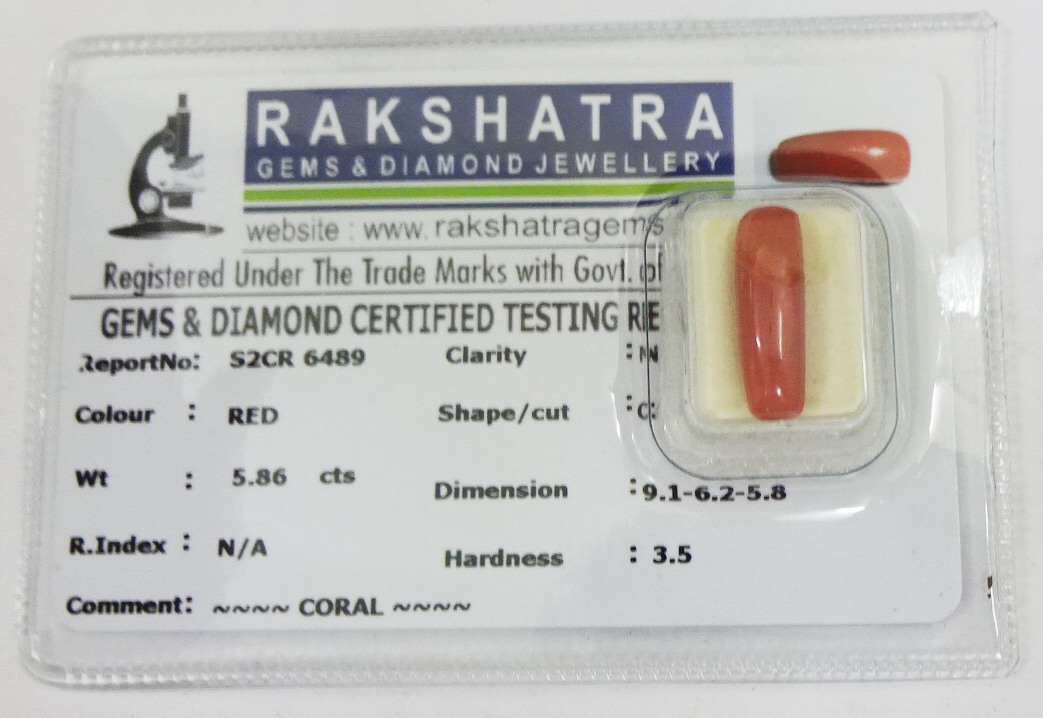 RAKSHATRA
GEMS & DIAMOND JEWELLERY
website : www. rakshatragems
Registered Under The Trade Marks with Govt. of
GEMS & DIAMOND CERTIFIED TESTING
ReportNo: S2CR 6489 Clarity :
Colour : RED Shape/cut :
Wt : 5.86 cts Dimension : 9.1-6.2-5.8
R.Index : N/A Hardness : 3.5
Comment: ~~~~ CORAL ~~~~